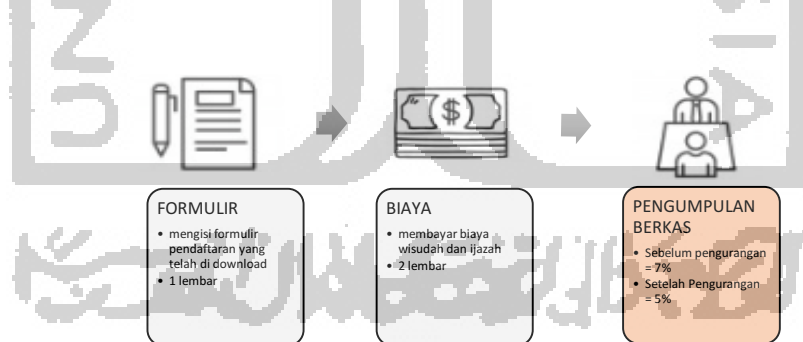 FORMULIR
• mengisi formulir
pendaftaran yang
telah di download
• 1 lembar
BIAYA
• membayar biaya
wisudah dan ijazah
• 2 lembar
PENGUMPULAN
BERKAS
• Sebelum pengurangan
= 7%
• Setelah Pengurangan
= 5%